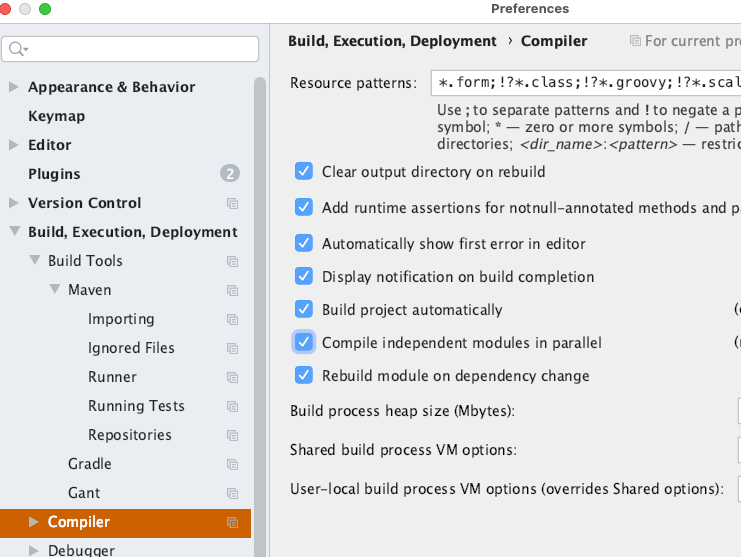 Preferences
Build, Execution, Deployment › Compiler
For current
Appearance & Behavior
Keymap
Editor
Plugins 2
Version Control
Build, Execution, Deployment
Build Tools
Maven
Importing
Ignored Files
Runner
Running Tests
Repositories
Gradle
Gant
Compiler
Debugger
Resource patterns: *.form;!?*.class;!?*.groovy;!?*.scal
Use ; to separate patterns and ! to negate a
symbol; * — zero or more symbols; / — path
directories; <dir_name>:<pattern> — restric
Clear output directory on rebuild
Add runtime assertions for notnull-annotated methods and
Automatically show first error in editor
Display notification on build completion
Build project automatically
Compile independent modules in parallel
Rebuild module on dependency change
Build process heap size (Mbytes):
Shared build process VM options:
User-local build process VM options (overrides Shared options):